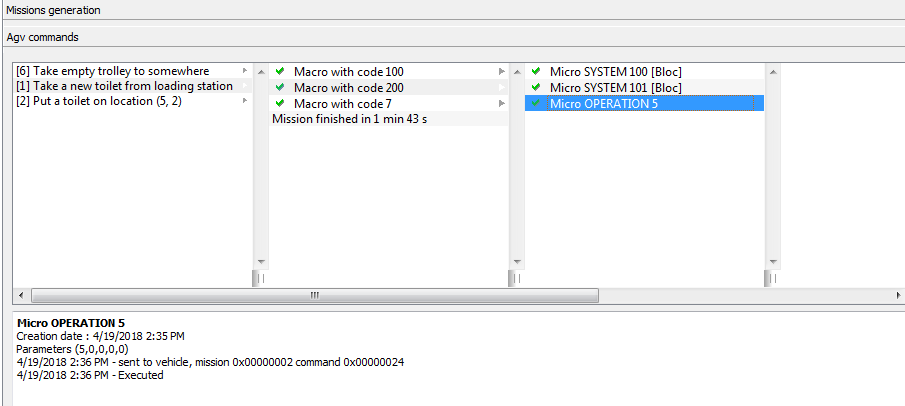 Missions generation
Agv commands
[6] Take empty trolley to somewhere
[1] Take a new toilet from loading station
[2] Put a toilet on location (5, 2)
Macro with code 100
Macro with code 200
Macro with code 7
Mission finished in 1 min 43 s
Micro SYSTEM 100 [Bloc]
Micro SYSTEM 101 [Bloc]
Micro OPERATION 5
Micro OPERATION 5
Creation date : 4/19/2018 2:35 PM
Parameters (5,0,0,0,0)
4/19/2018 2:36 PM - sent to vehicle, mission 0x00000002 command 0x00000024
4/19/2018 2:36 PM - Executed